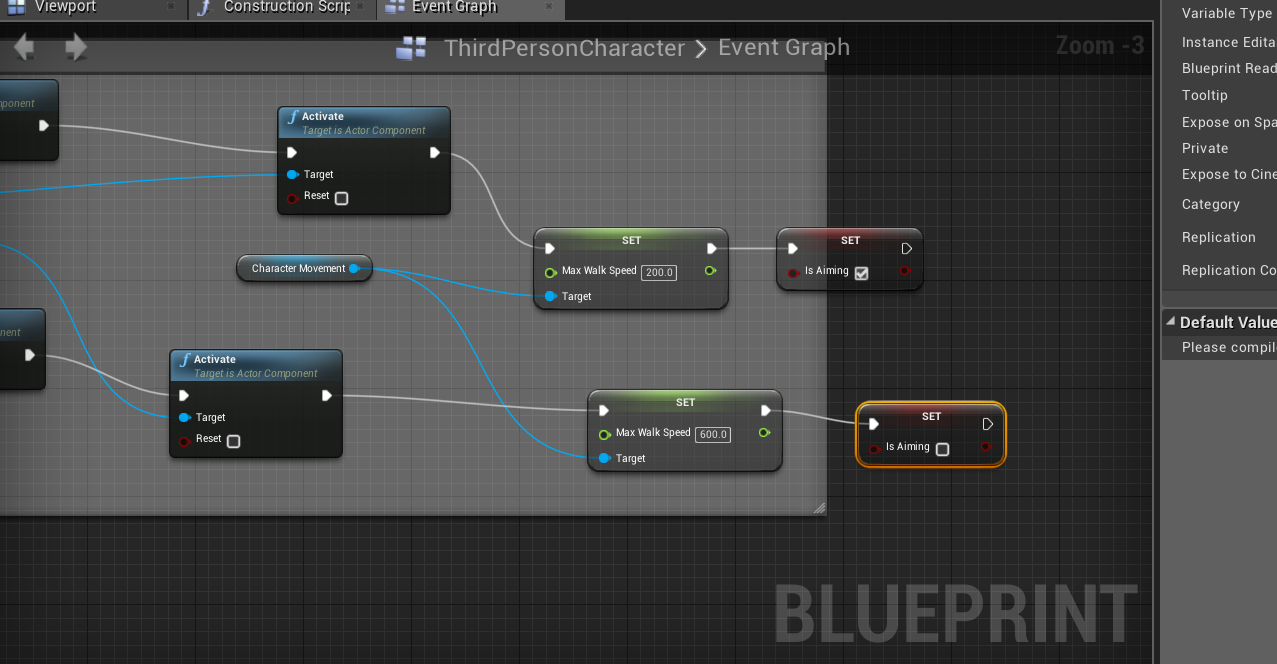 Viewport
Construction Scrip
Event Graph
ThirdPersonCharacter > Event Graph
Zoom -3
ponent
Activate
Target is Actor Component
Target
Reset
SET
Max Walk Speed 200.0
Target
SET
Is Aiming
Character Movement
nent
Activate
Target is Actor Component
Target
Reset
SET
Max Walk Speed 600.0
Target
SET
Is Aiming
BLUEPRINT
Variable Type
Instance Edita
Blueprint Read
Tooltip
Expose on Spa
Private
Expose to Cine
Category
Replication
Replication Co
Default Value
Please compil